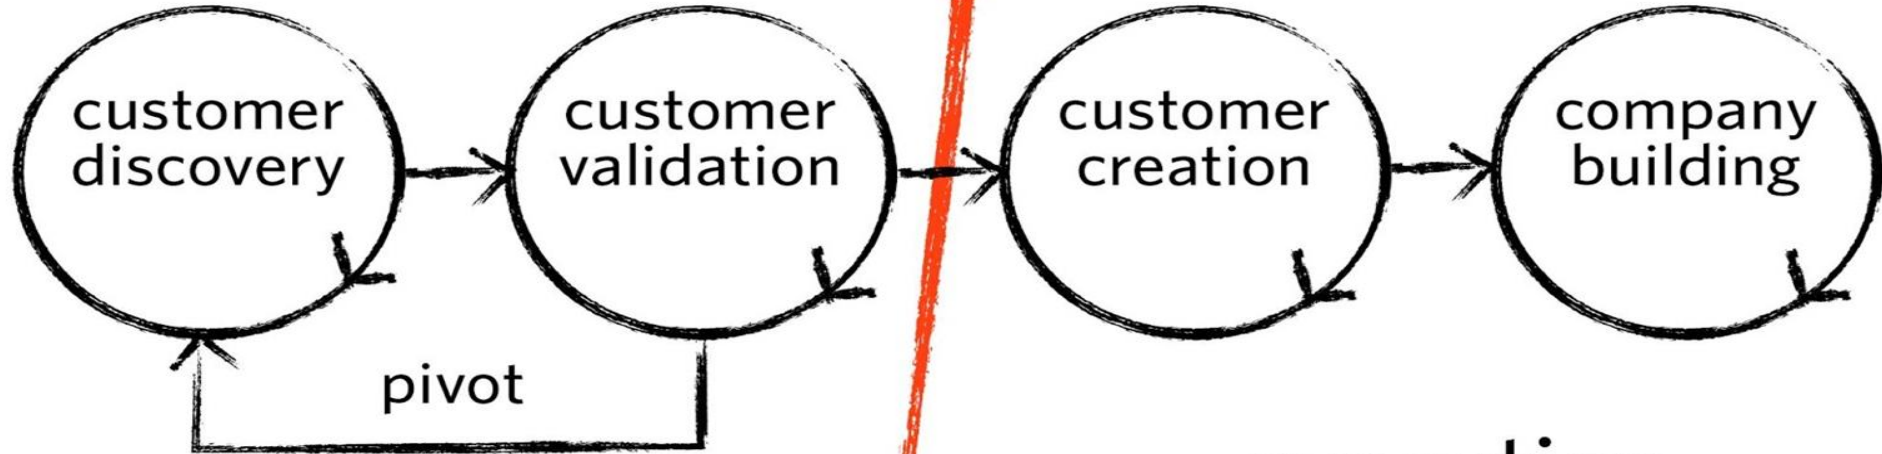 customer
discovery
customer
validation
customer
creation
company
building
pivot